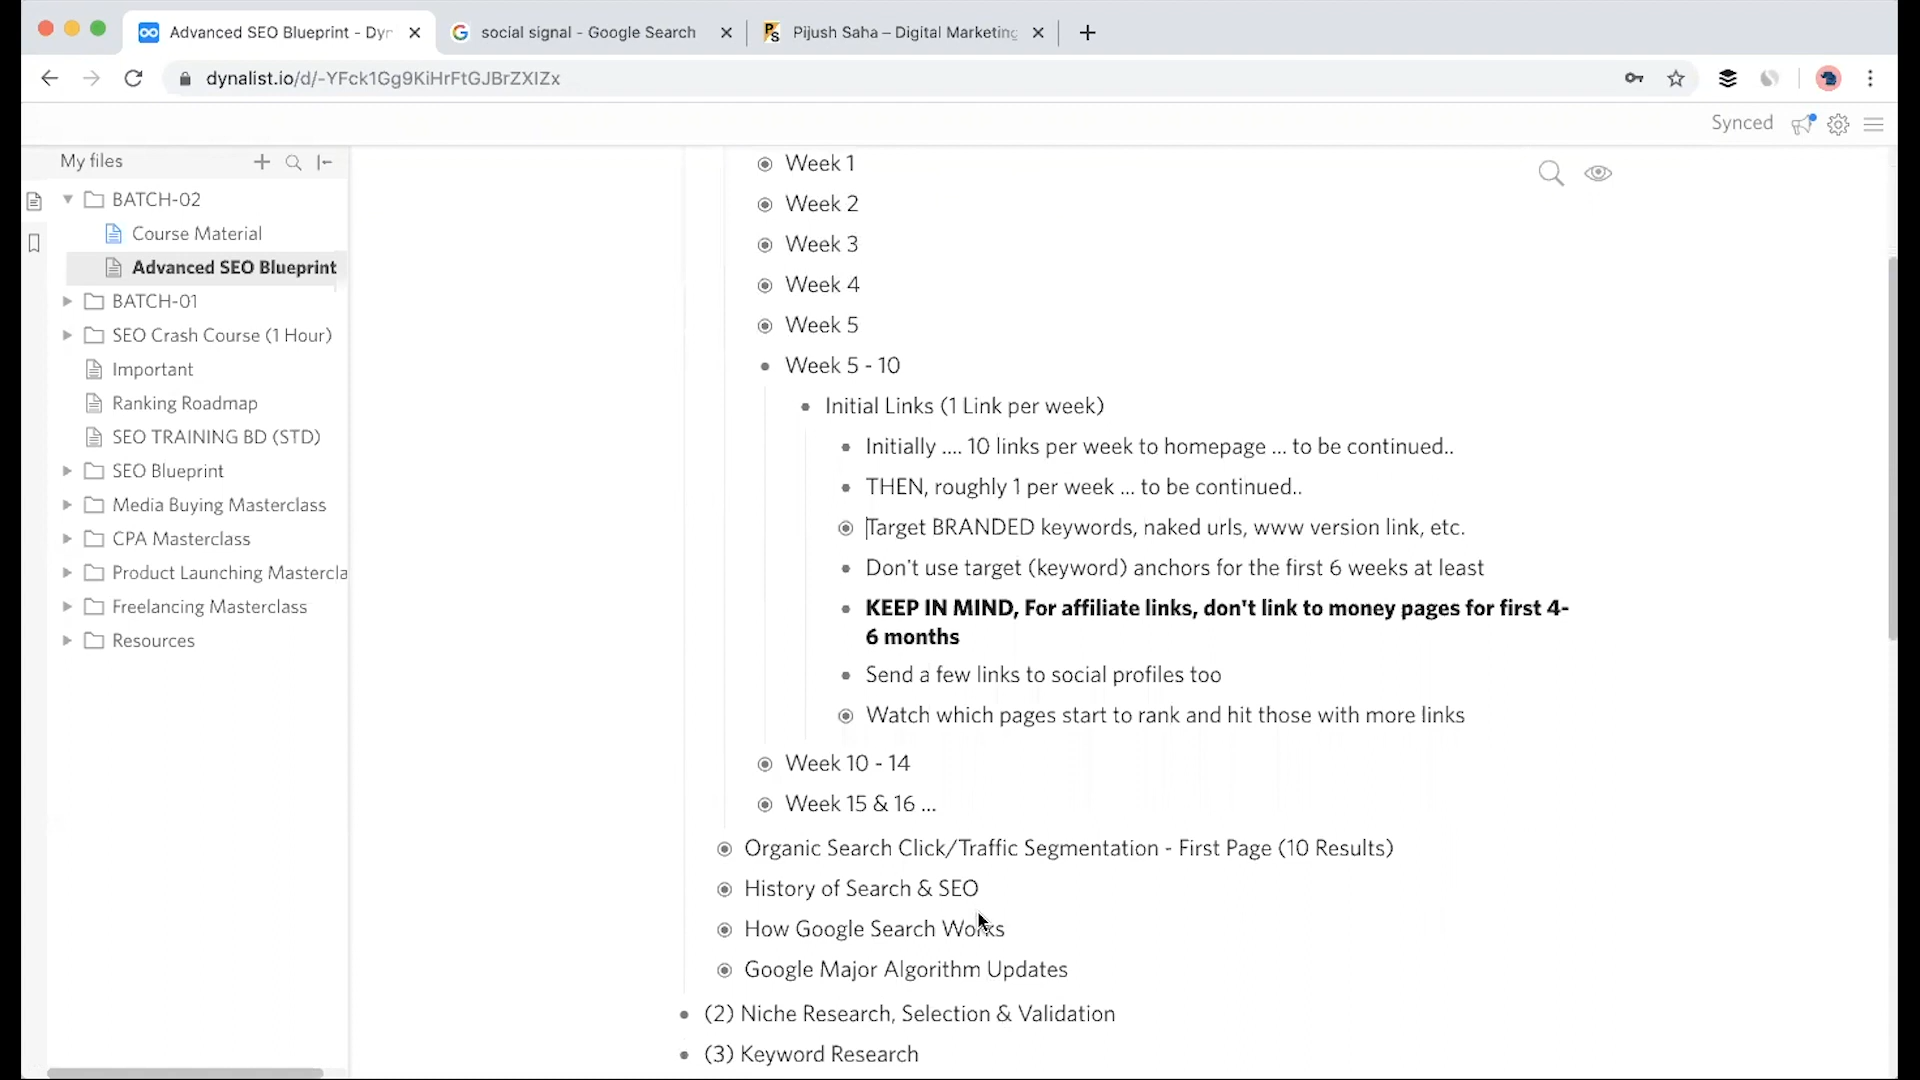 Advanced SEO Blueprint - Dyn
social signal - Google Search
Pijush Saha – Digital Marketing
dynalist.io/d/-YFck1Gg9KiHrFtGJBrZXIZx
Synced
My files
BATCH-02
Course Material
Advanced SEO Blueprint
BATCH-01
SEO Crash Course (1 Hour)
Important
Ranking Roadmap
SEO TRAINING BD (STD)
SEO Blueprint
Media Buying Masterclass
CPA Masterclass
Product Launching Mastercla
Freelancing Masterclass
Resources
Week 1
Week 2
Week 3
Week 4
Week 5
Week 5 - 10
Initial Links (1 Link per week)
Initially .... 10 links per week to homepage ... to be continued..
THEN, roughly 1 per week ... to be continued..
Target BRANDED keywords, naked urls, www version link, etc.
Don't use target (keyword) anchors for the first 6 weeks at least
KEEP IN MIND, For affiliate links, don't link to money pages for first 4-
6 months
Send a few links to social profiles too
Watch which pages start to rank and hit those with more links
Week 10 - 14
Week 15 & 16 ...
Organic Search Click/Traffic Segmentation - First Page (10 Results)
History of Search & SEO
How Google Search Works
Google Major Algorithm Updates
(2) Niche Research, Selection & Validation
(3) Keyword Research